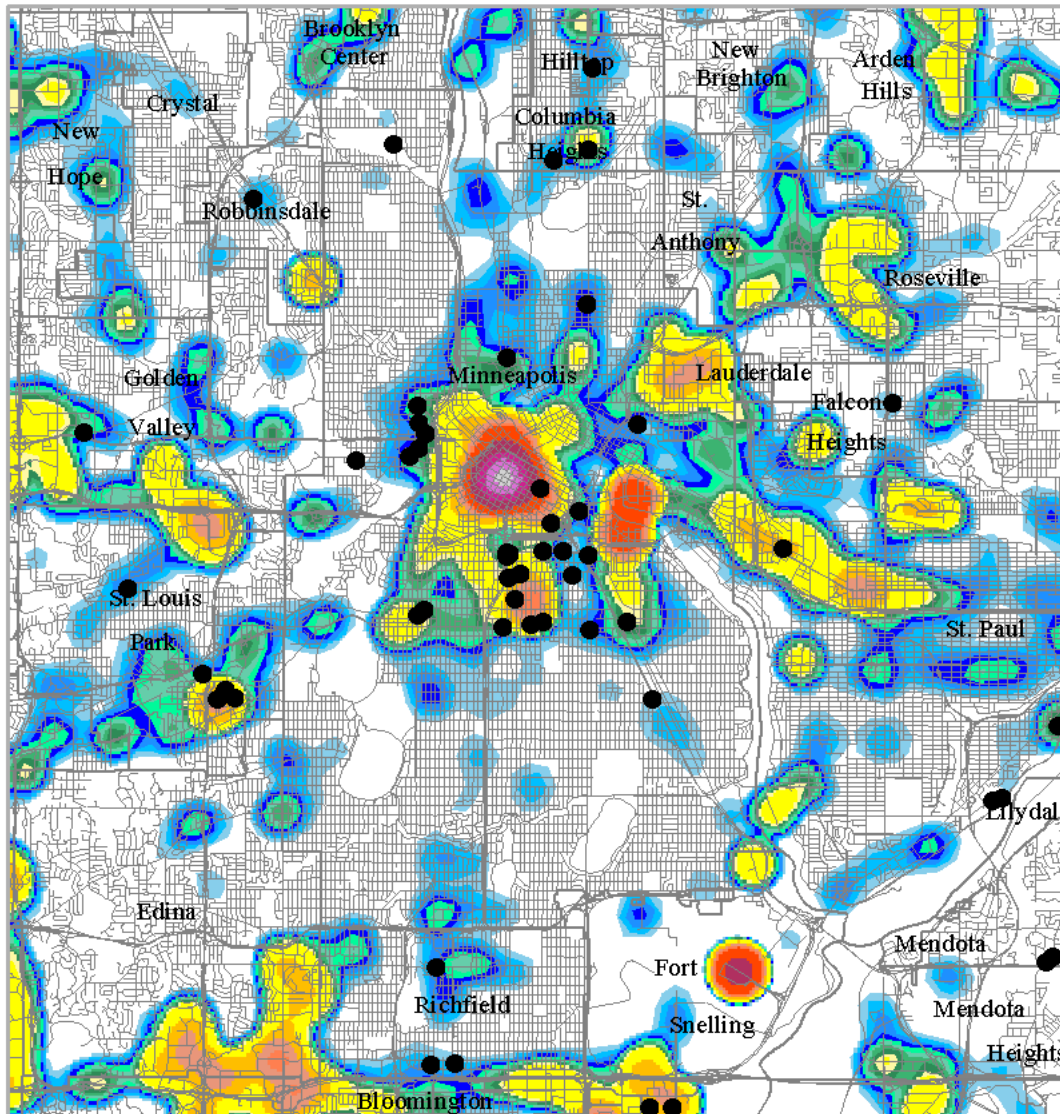 Brooklyn
Center
Hilltop
New
Brighton
Arden
Hills
Crystal
Columbia
Heights
New
Hope
Robbinsdale
St.
Anthony
Roseville
Golden
Valley
Minneapolis
Lauderdale
Falcon
Heights
St. Louis
Park
St. Paul
Lilydal
Edina
Mendota
Fort
Snelling
Richfield
Mendota
Heights
Bloomington